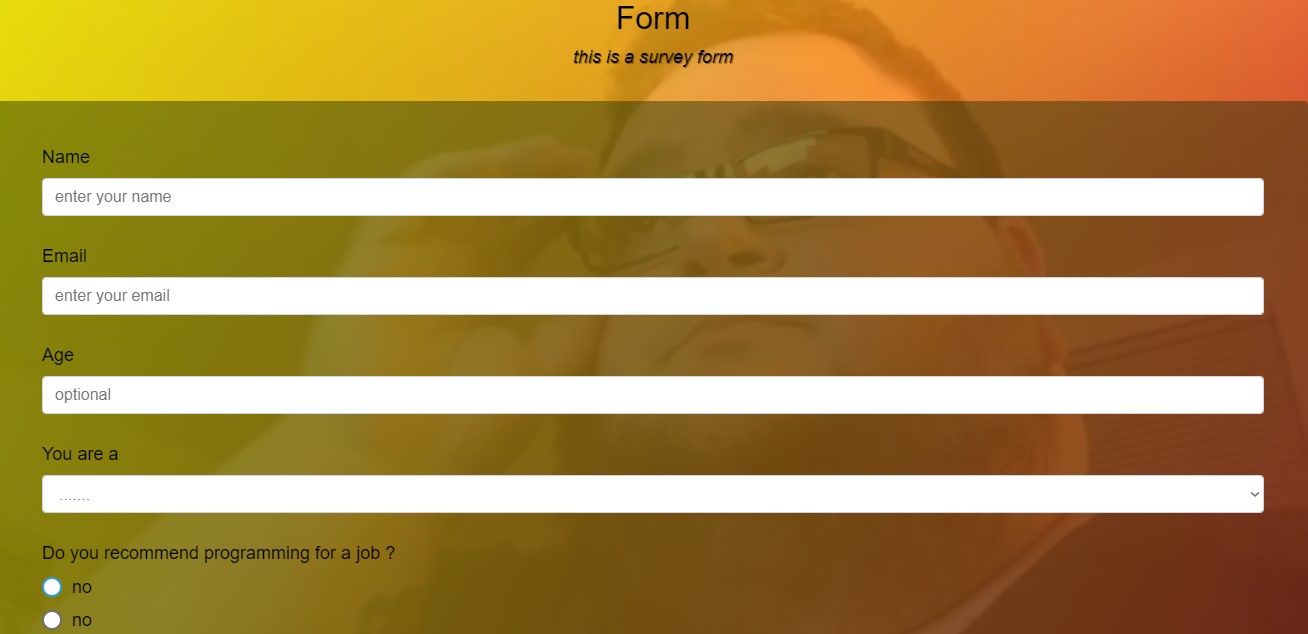 Form
this is a survey form
Name
enter your name
Email
enter your email
Age
optional
You are a
.......
Do you recommend programming for a job ?
no
no